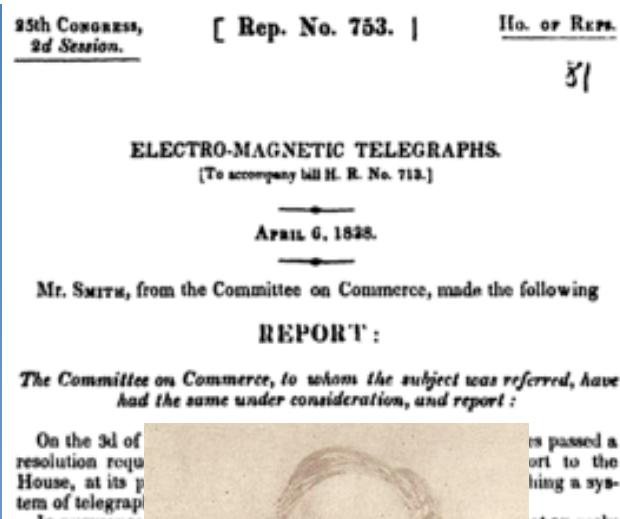 25th Congress,
2d Session.
[ Rep. No. 753. ]
Ho. of Reps.
81
ELECTRO-MAGNETIC TELEGRAPHS.
[To accompany bill H. R. No. 713.]
April 6, 1838.
Mr. Smith, from the Committee on Commerce, made the following
REPORT:
The Committee on Commerce, to whom the subject was referred, have
had the same under consideration, and report :
On the 3d of
es passed a
resolution requ
ort to the
House, at its p
hing a sys-
tem of telegrap